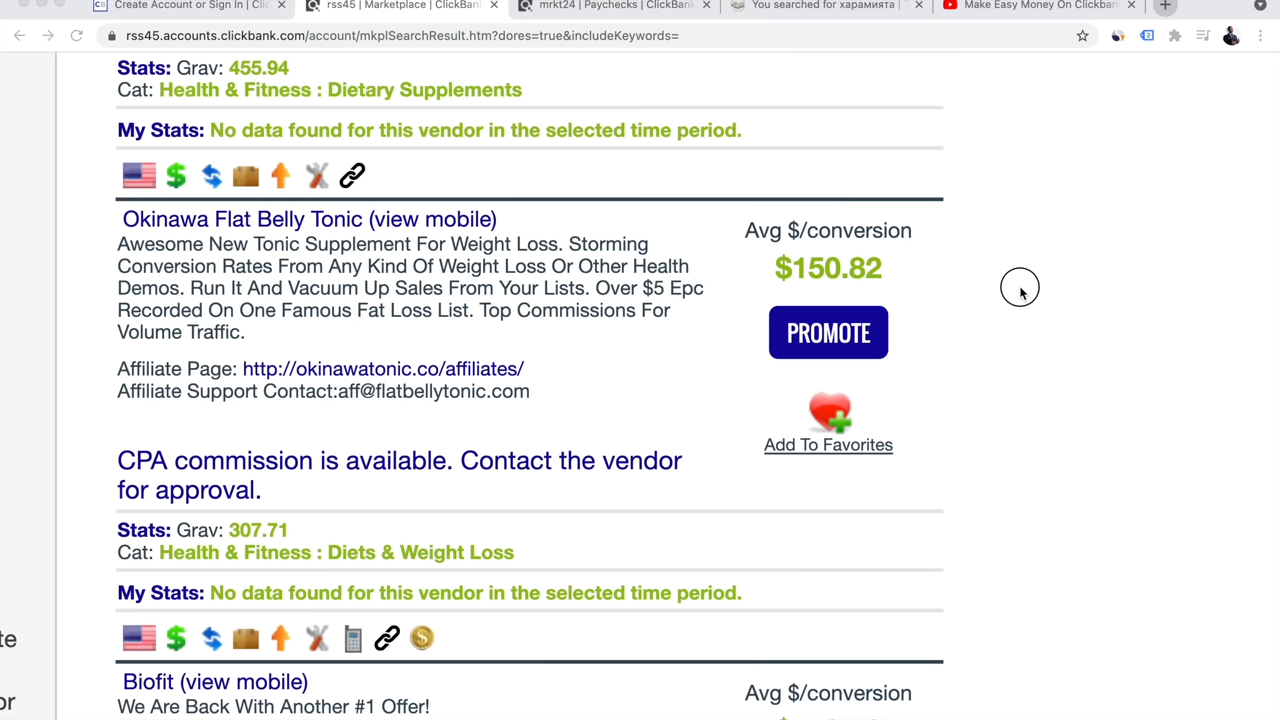 Create Account or Sign In | Clic
rss45 | Marketplace | ClickBan
mrkt24 | Paychecks | ClickBan
You searched for харамията
Make Easy Money On Clickban
rss45.accounts.clickbank.com/account/mkplSearchResult.htm?dores=true&includeKeywords=
Stats: Grav: 455.94
Cat: Health & Fitness : Dietary Supplements
My Stats: No data found for this vendor in the selected time period.
Okinawa Flat Belly Tonic (view mobile)
Awesome New Tonic Supplement For Weight Loss. Storming
Conversion Rates From Any Kind Of Weight Loss Or Other Health
Demos. Run It And Vacuum Up Sales From Your Lists. Over $5 Epc
Recorded On One Famous Fat Loss List. Top Commissions For
Volume Traffic.
Avg $/conversion
$150.82
PROMOTE
Add To Favorites
Affiliate Page: http://okinawatonic.co/affiliates/
Affiliate Support Contact:aff@flatbellytonic.com
CPA commission is available. Contact the vendor
for approval.
Stats: Grav: 307.71
Cat: Health & Fitness : Diets & Weight Loss
My Stats: No data found for this vendor in the selected time period.
te
or
Biofit (view mobile)
We Are Back With Another #1 Offer!
Avg $/conversion